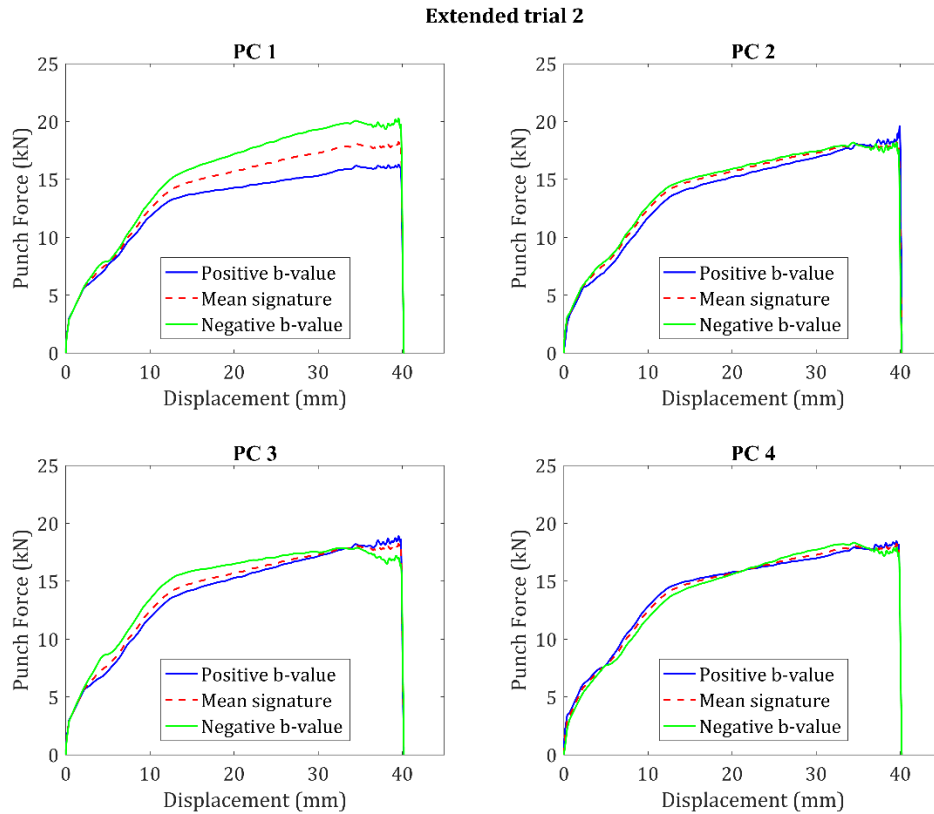 Extended trial 2
PC 1
25
20
15
10
5
0
Punch Force (kN)
Positive b-value
Mean signature
Negative b-value
0 10 20 30 40
Displacement (mm)
PC 2
25
20
15
10
5
0
Punch Force (kN)
Positive b-value
Mean signature
Negative b-value
0 10 20 30 40
Displacement (mm)
PC 3
25
20
15
10
5
0
Punch Force (kN)
Positive b-value
Mean signature
Negative b-value
0 10 20 30 40
Displacement (mm)
PC 4
25
20
15
10
5
0
Punch Force (kN)
Positive b-value
Mean signature
Negative b-value
0 10 20 30 40
Displacement (mm)